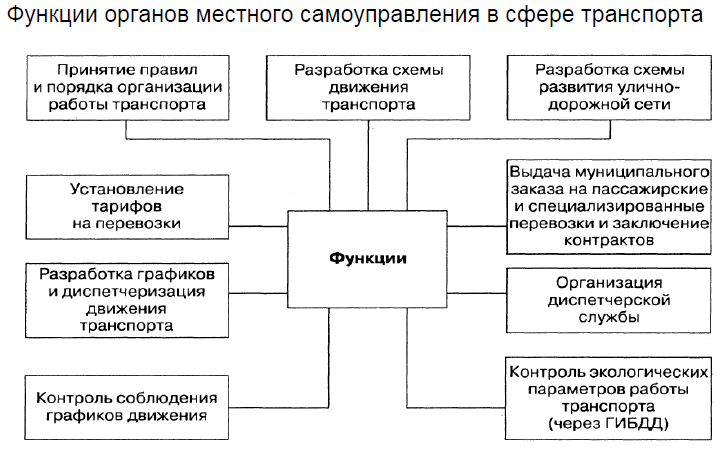 Функции органов местного самоуправления в сфере транспорта
Принятие правил
и порядка организации
работы транспорта
Разработка схемы
движения
транспорта
Разработка схемы
развития улично-
дорожной сети
Установление
тарифов
на перевозки
Выдача муниципального
заказа на пассажирские
и специализированные
перевозки и заключение
контрактов
Функции
Разработка графиков
и диспетчеризация
движения
транспорта
Организация
диспетчерской
службы
Контроль соблюдения
графиков движения
Контроль экологических
параметров работы
транспорта
(через ГИБДД)